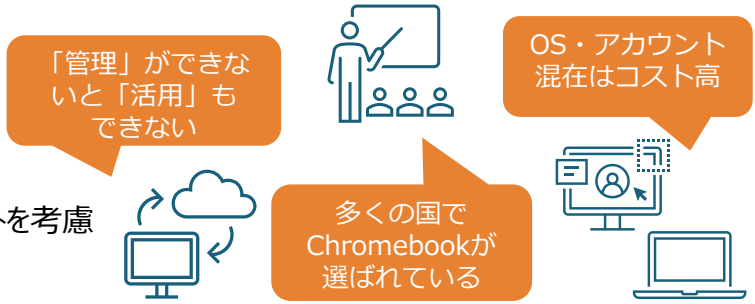 「管理」ができな
いと「活用」も
できない
OS・アカウント
混在はコスト高
を考慮
多くの国で
Chromebookが
選ばれている